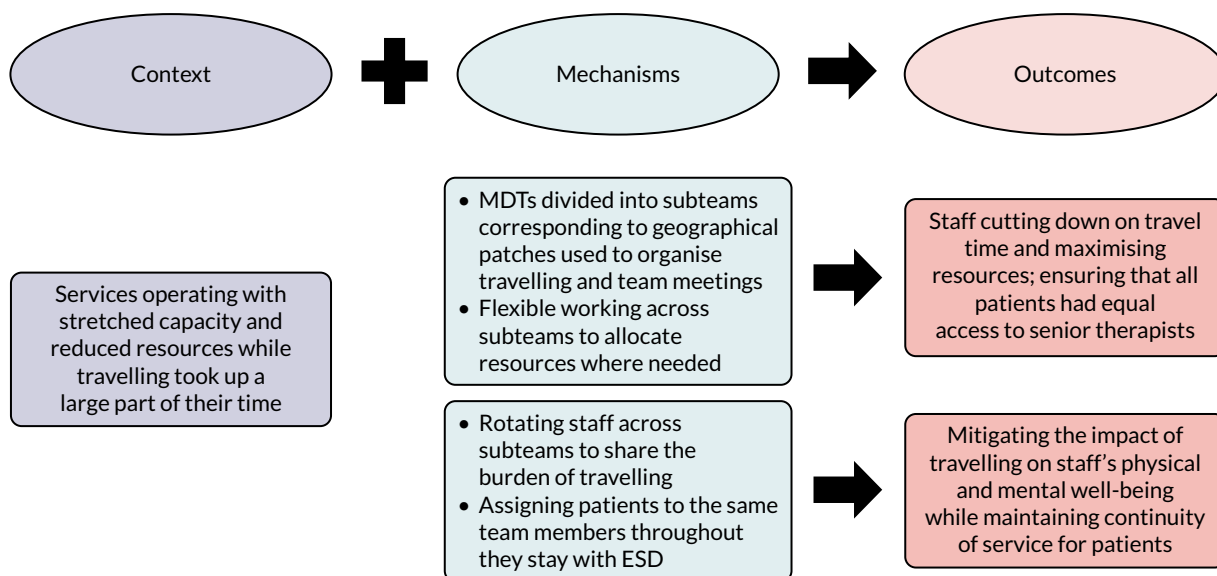 Context
Mechanisms
Outcomes
Services operating with
stretched capacity and
reduced resources while
travelling took up a
large part of their time
• MDTs divided into subteams
corresponding to geographical
patches used to organise
travelling and team meetings
• Flexible working across
subteams to allocate
resources where needed
Staff cutting down on travel
time and maximising
resources; ensuring that all
patients had equal
access to senior therapists
• Rotating staff across
subteams to share the
burden of travelling
• Assigning patients to the same
team members throughout
they stay with ESD
Mitigating the impact of
travelling on staff’s physical
and mental well-being
while maintaining continuity
of service for patients